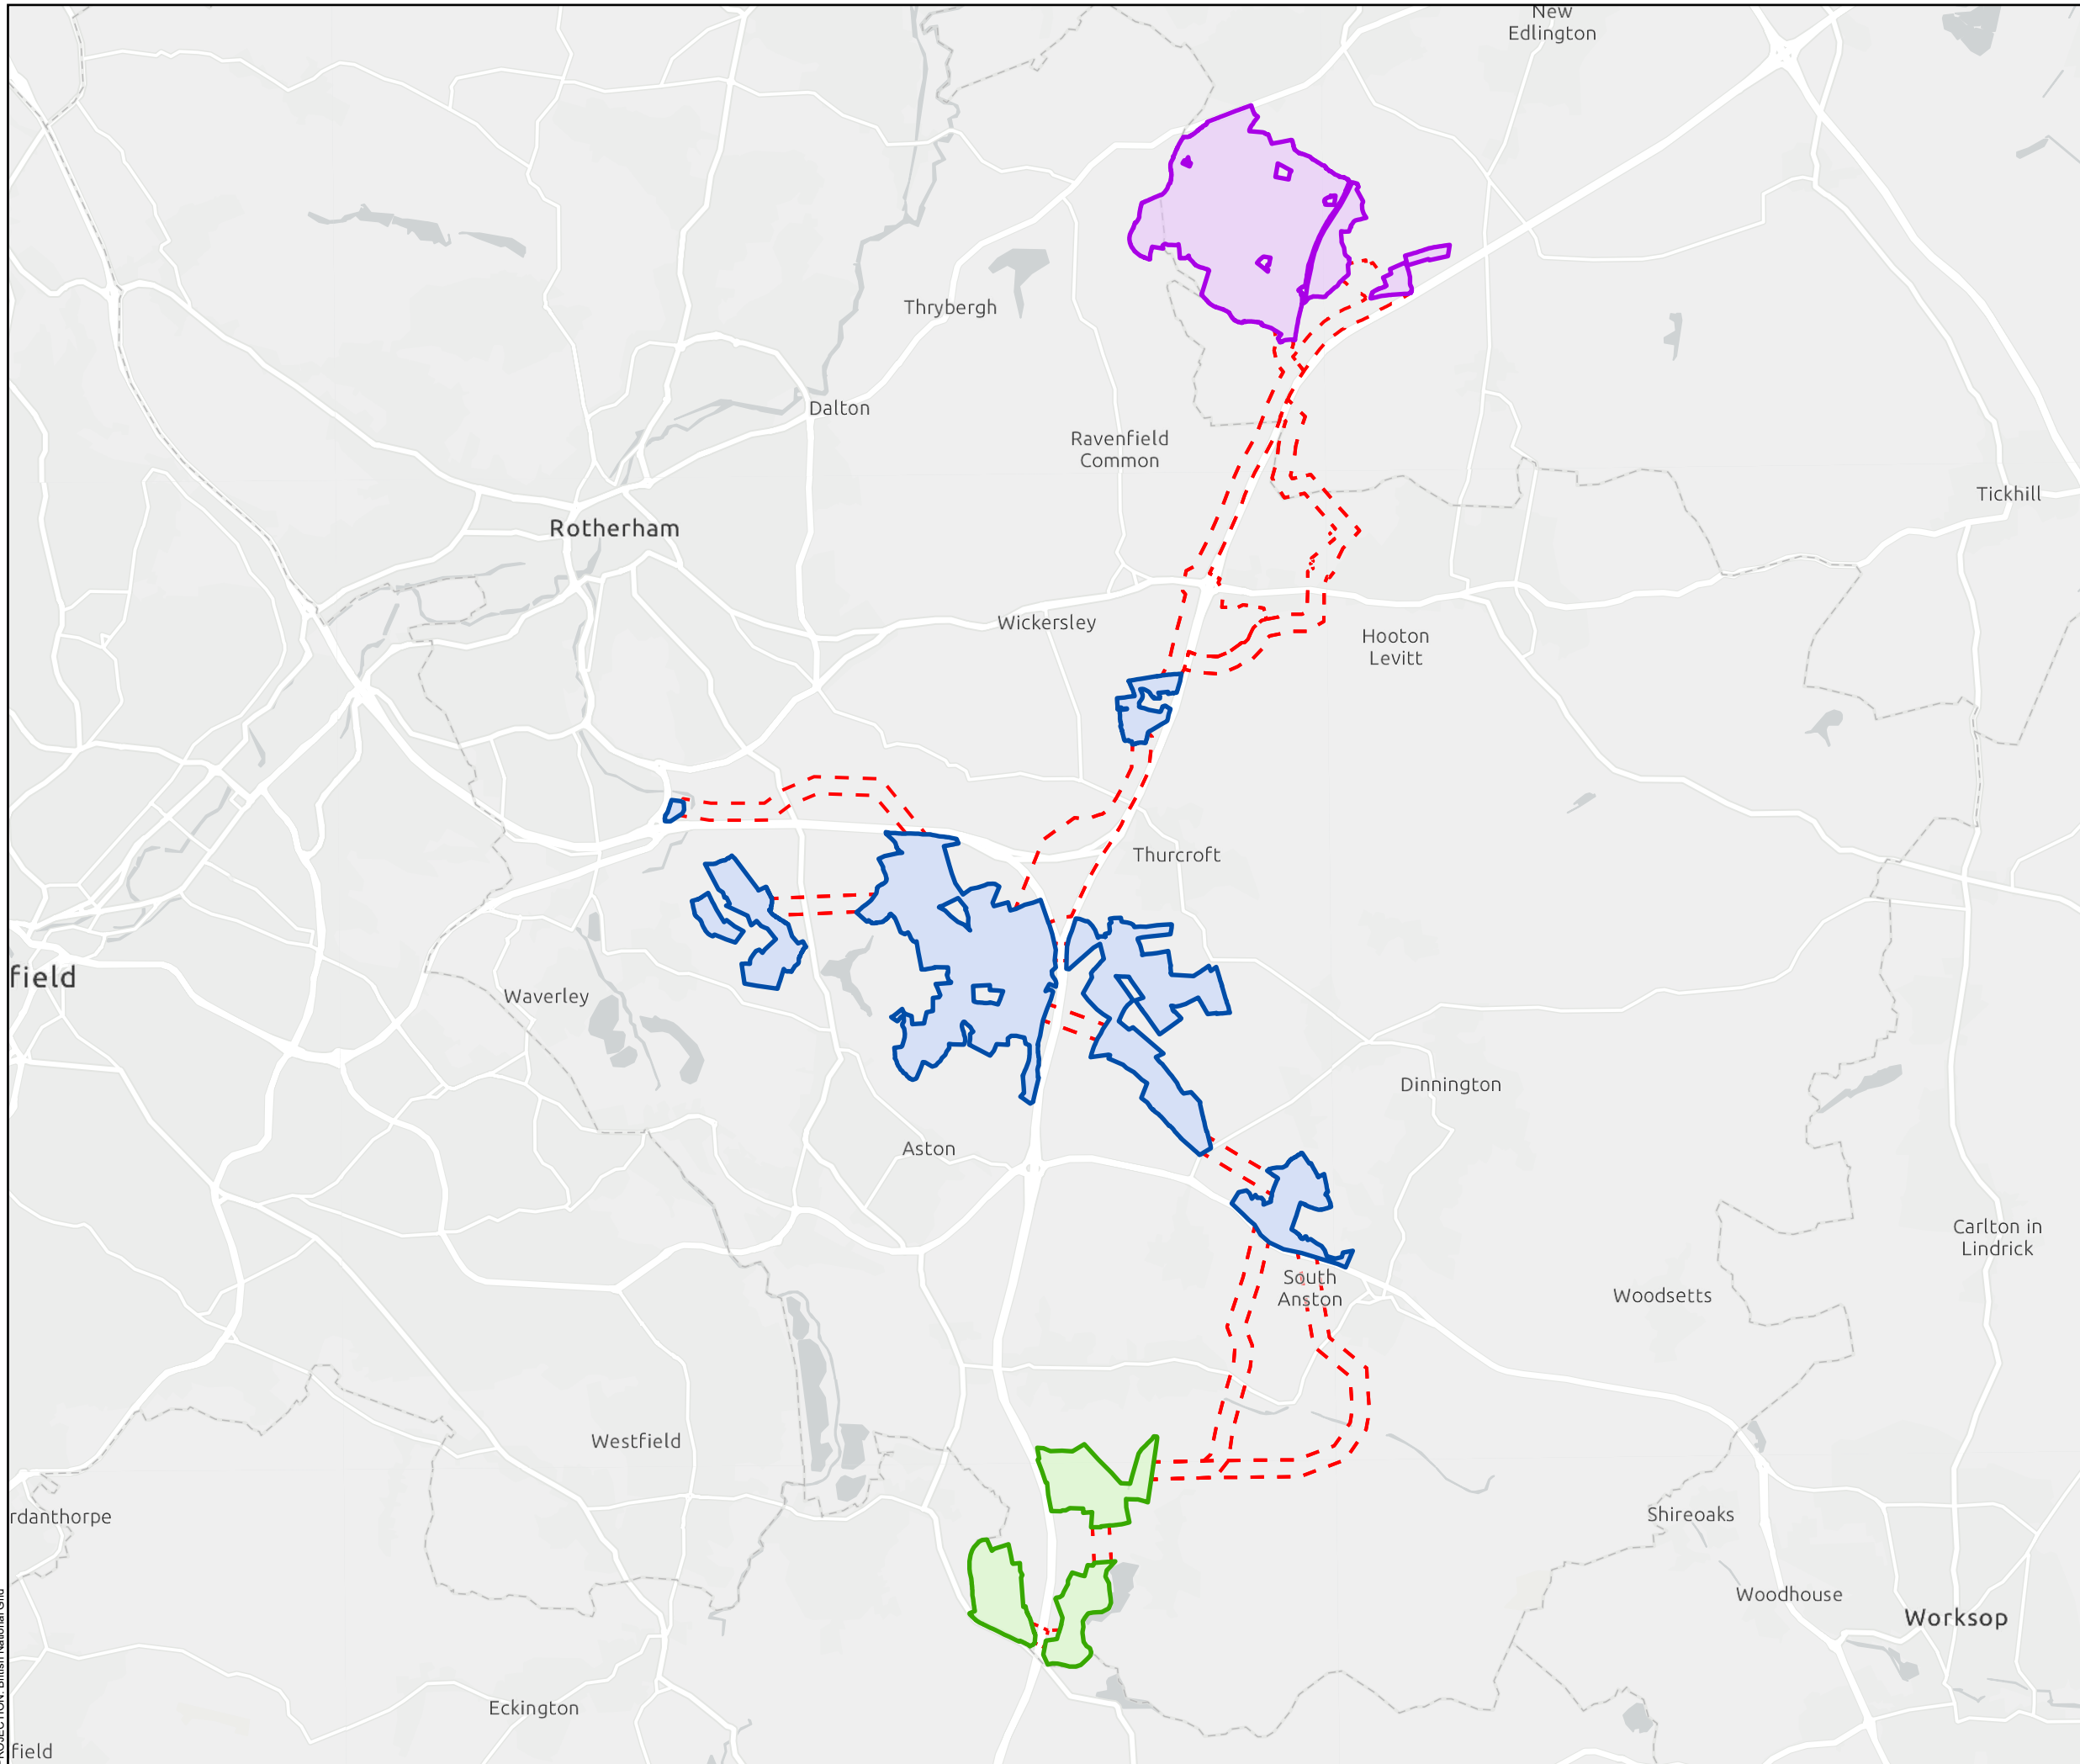 New
Edlington
Thrybergh
Dalton
Ravenfield
Common
Tickhill
Rotherham
Wickersley
Hooton
Levitt
Thurcroft
field
Waverley
Dinnington
Aston
Carlton in
Lindrick
South
Anston
Woodsetts
Westfield
rdanthorpe
Shireoaks
Woodhouse
Worksop
Eckington
field